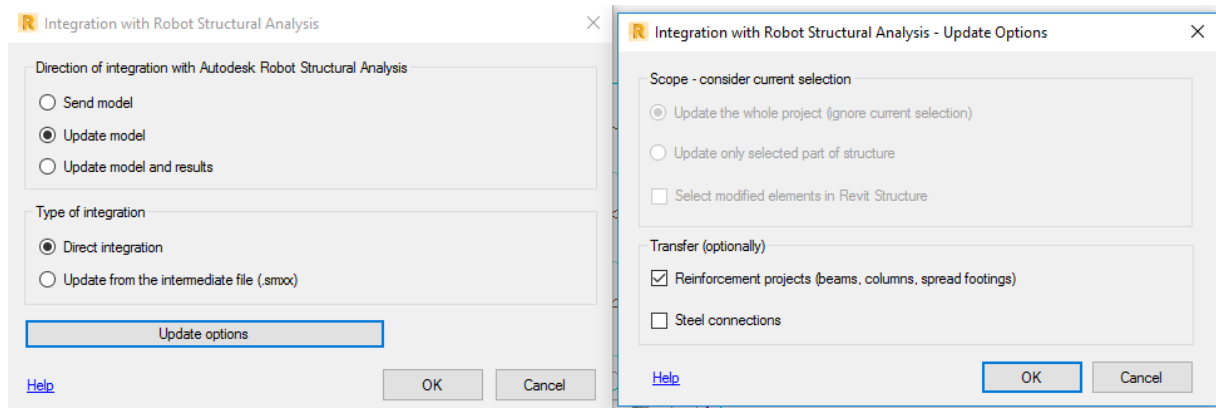 Integration with Robot Structural Analysis
Direction of integration with Autodesk Robot Structural Analysis
Send model
Update model
Update model and results
Type of integration
Direct integration
Update from the intermediate file (.smxx)
Update options
Help
OK
Cancel
Integration with Robot Structural Analysis - Update Options
Scope - consider current selection
Update the whole project (ignore current selection)
Update only selected part of structure
Select modified elements in Revit Structure
Transfer (optionally)
Reinforcement projects (beams, columns, spread footings)
Steel connections
Help
OK
Cancel